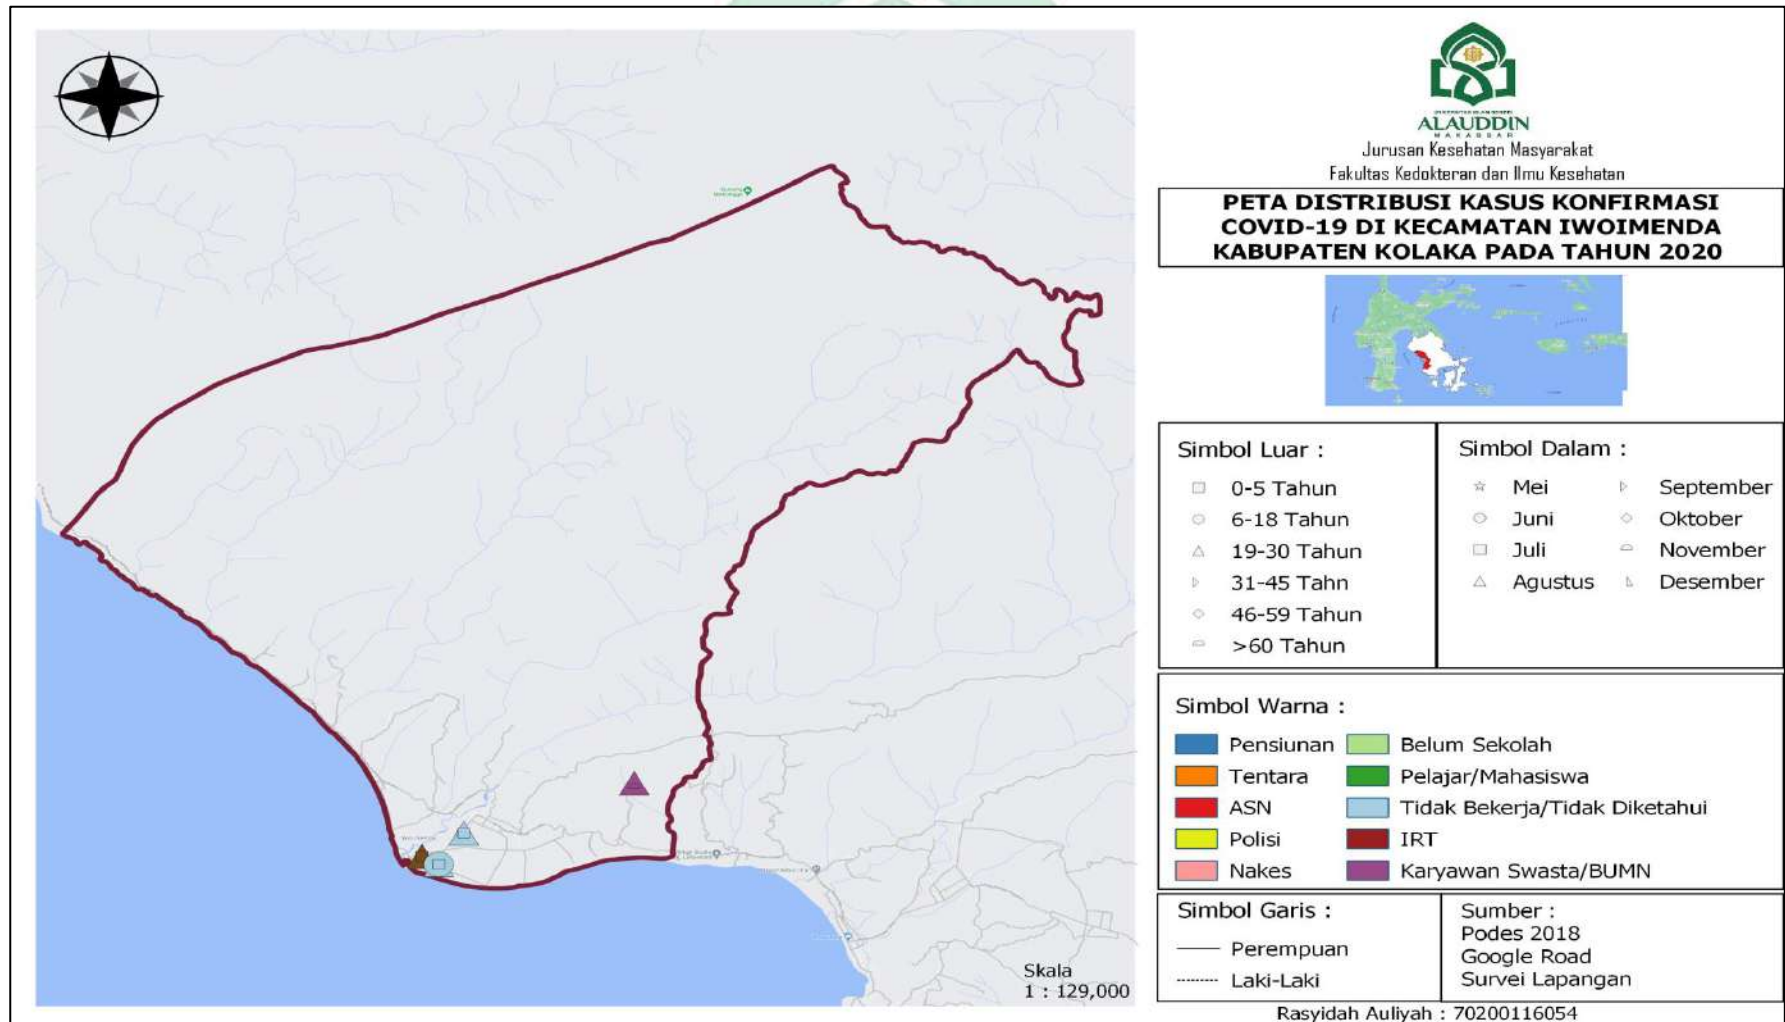 UNIVERSITAS ISLAM NEGERI
ALAUDDIN
MAKASSAR
Jurusan Kesehatan Masyarakat
Fakultas Kedokteran dan Ilmu Kesehatan
PETA DISTRIBUSI KASUS KONFIRMASI
COVID-19 DI KECAMATAN IWOIMENDA
KABUPATEN KOLAKA PADA TAHUN 2020
Simbol Luar :
0-5 Tahun
6-18 Tahun
19-30 Tahun
31-45 Tahn
46-59 Tahun
>60 Tahun
Simbol Dalam :
Mei
Juni
Juli
Agustus
September
Oktober
November
Desember
Simbol Warna :
Pensiunan
Tentara
ASN
Polisi
Nakes
Belum Sekolah
Pelajar/Mahasiswa
Tidak Bekerja/Tidak Diketahui
IRT
Karyawan Swasta/BUMN
Simbol Garis :
Perempuan
Laki-Laki
Sumber :
Podes 2018
Google Road
Survei Lapangan
Skala
1 : 129,000
Rasyidah Auliyah : 70200116054